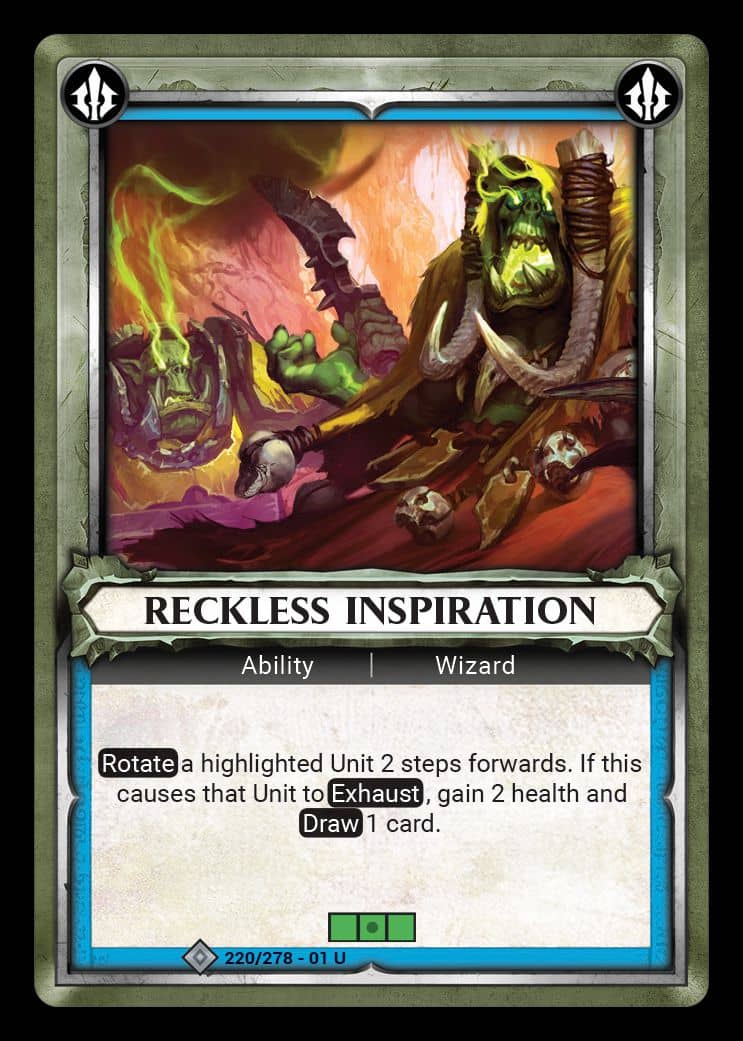 RECKLESS INSPIRATION
Ability | Wizard
Rotate a highlighted Unit 2 steps forwards. If this
causes that Unit to Exhaust, gain 2 health and
Draw 1 card.
220/278 - 01 U